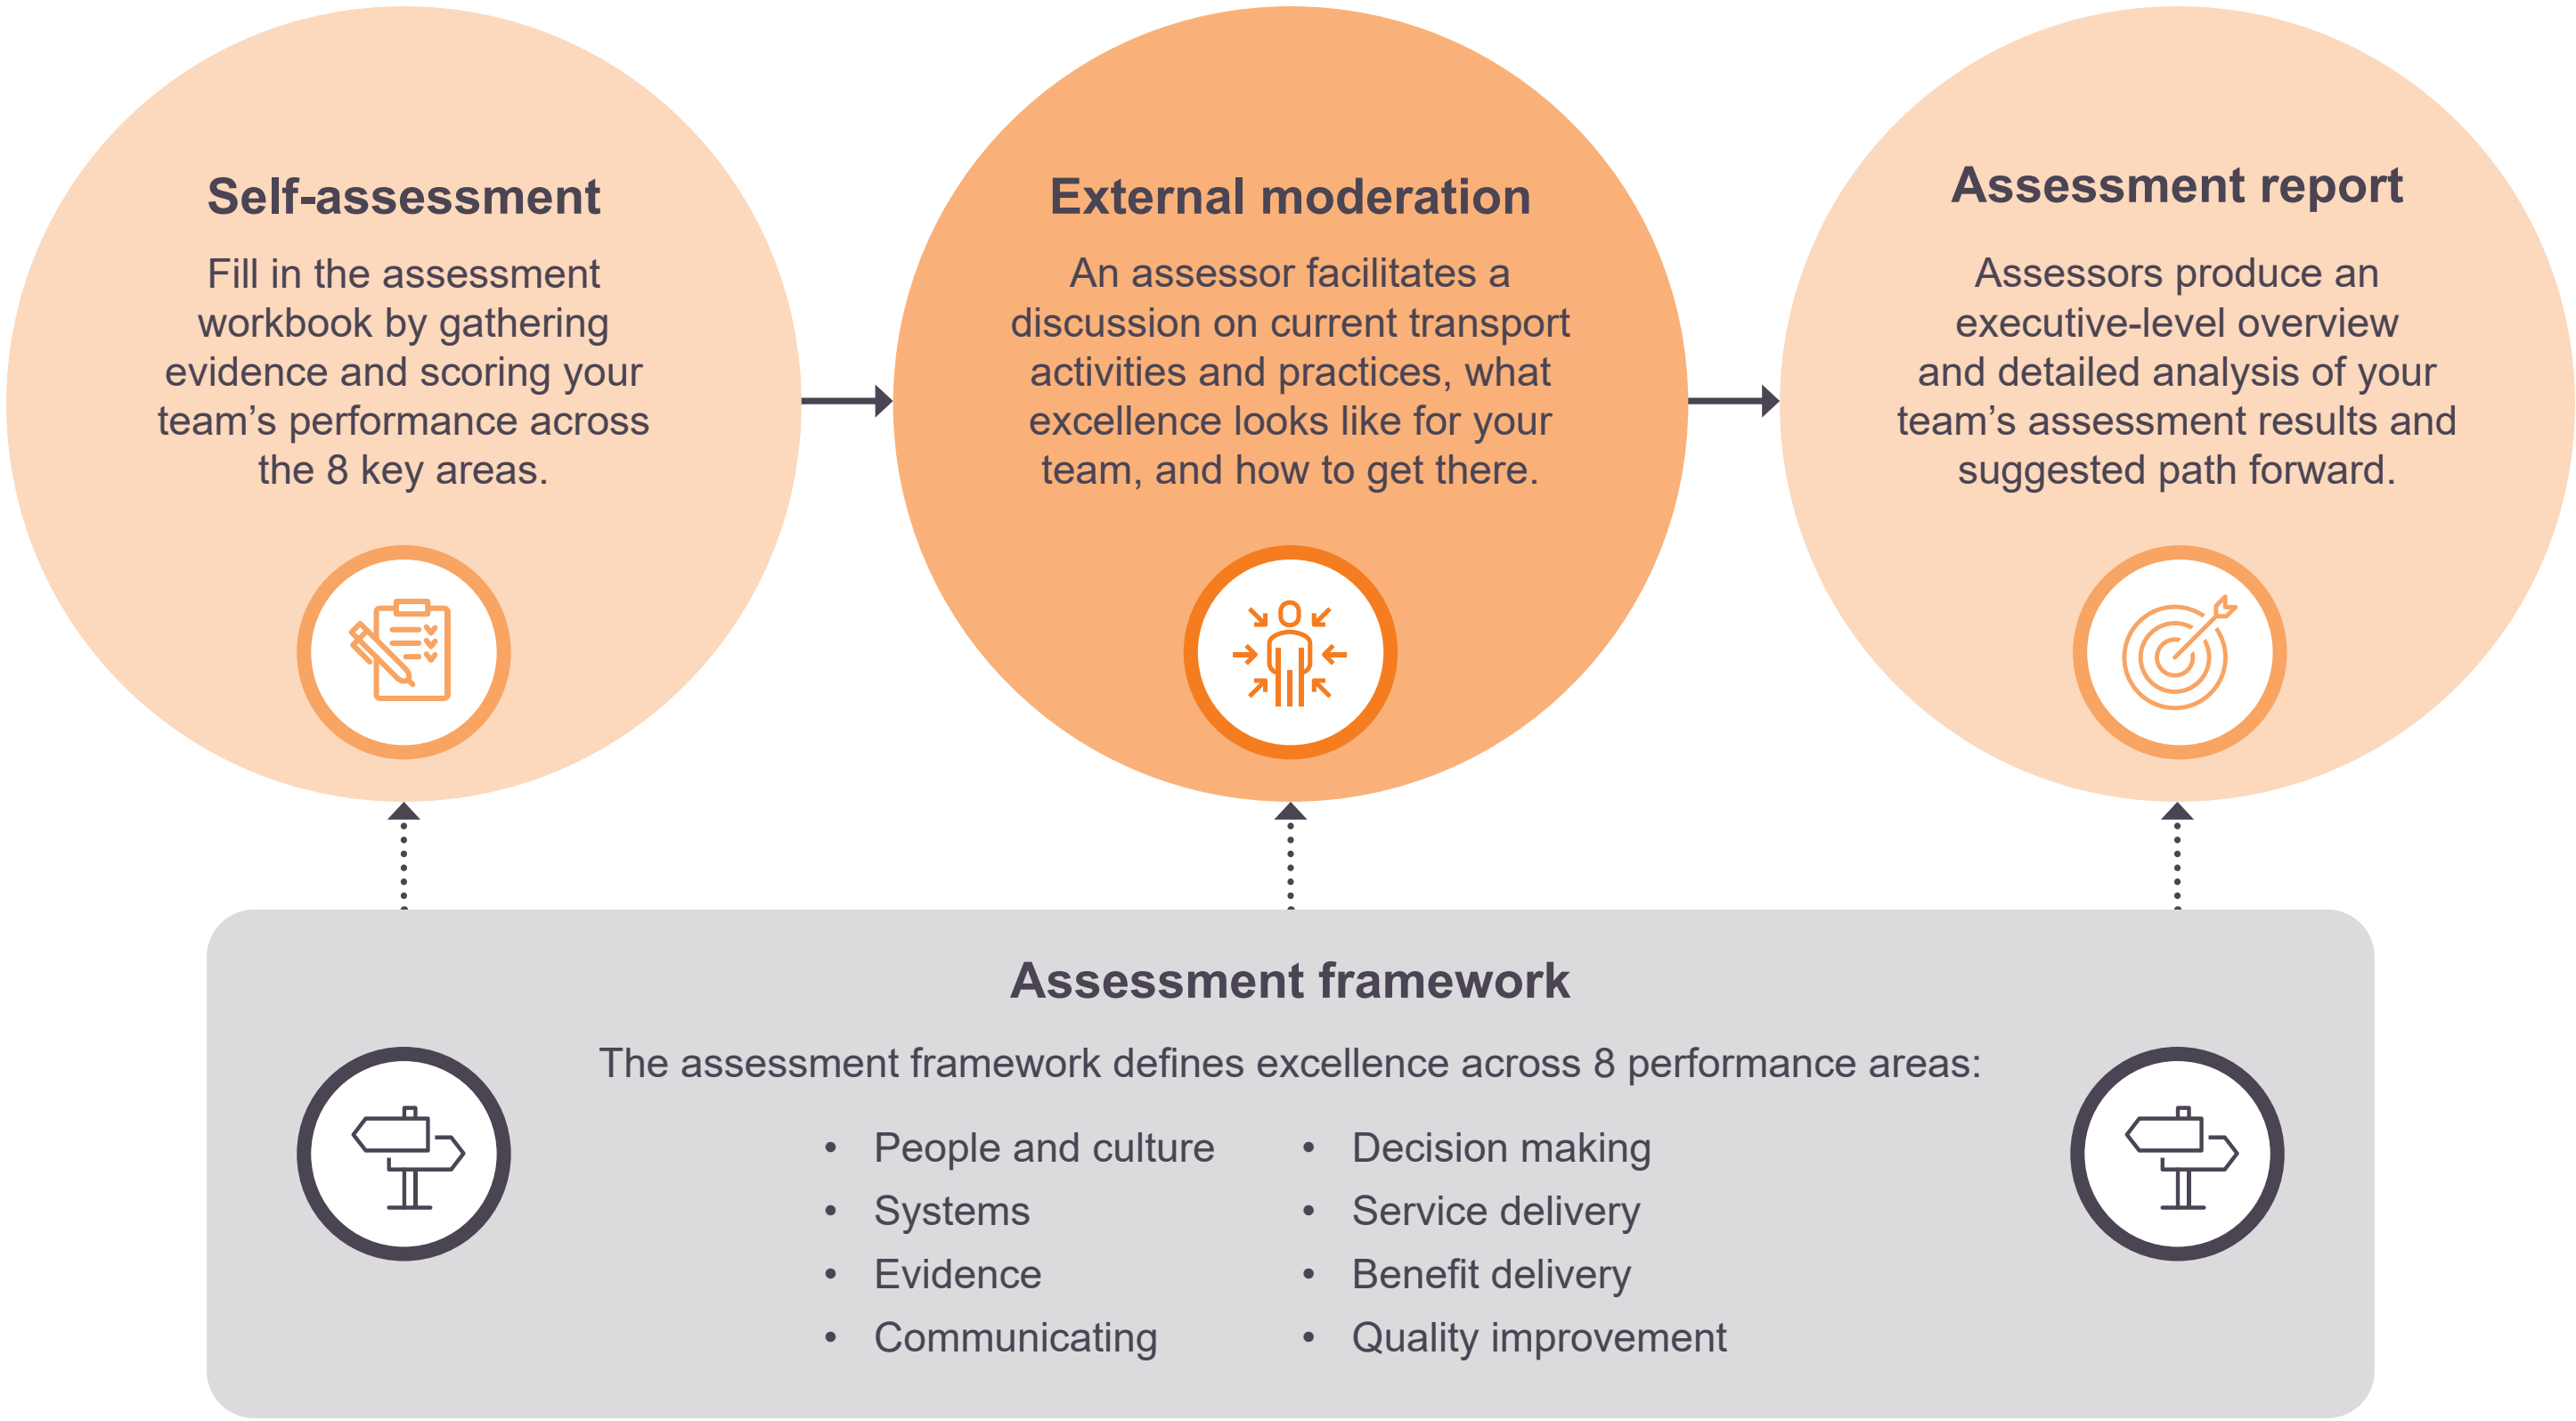 Self-assessment
Fill in the assessment
workbook by gathering
evidence and scoring your
team’s performance across
the 8 key areas.
External moderation
An assessor facilitates a
discussion on current transport
activities and practices, what
excellence looks like for your
team, and how to get there.
Assessment report
Assessors produce an
executive-level overview
and detailed analysis of your
team’s assessment results and
suggested path forward.
Assessment framework
The assessment framework defines excellence across 8 performance areas:
• People and culture
• Systems
• Evidence
• Communicating
• Decision making
• Service delivery
• Benefit delivery
• Quality improvement